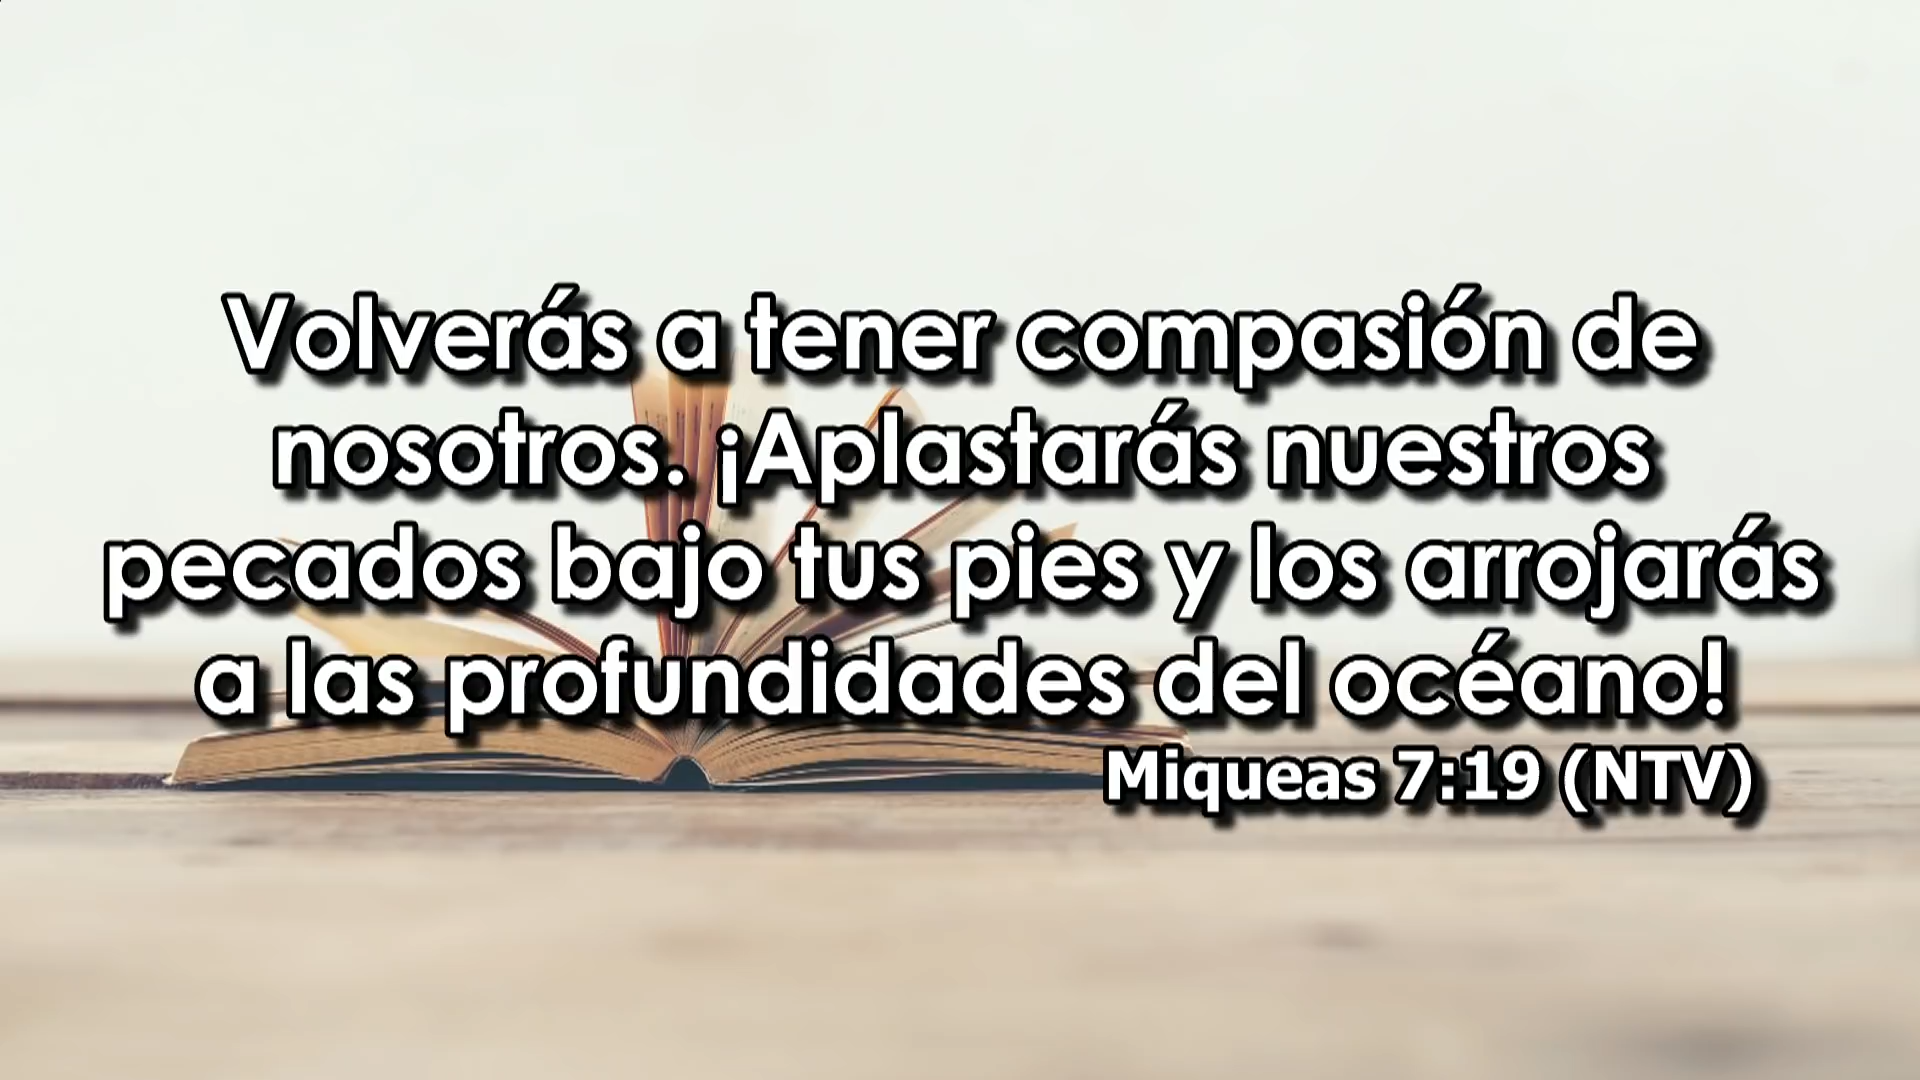 Volverás a tener compasión de
nosotros. ¡Aplastarás nuestros
pecados bajo tus pies y los arrojarás
a las profundidades del océano!
Miqueas 7:19 (NTV)